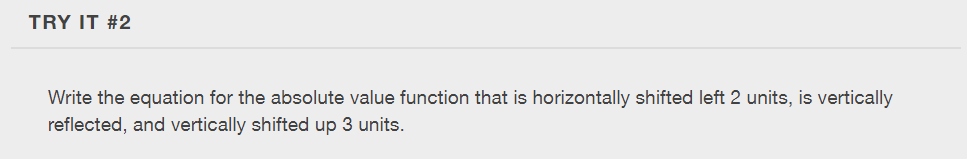 TRY IT #2
Write the equation for the absolute value function that is horizontally shifted left 2 units, is vertically
reflected, and vertically shifted up 3 units.